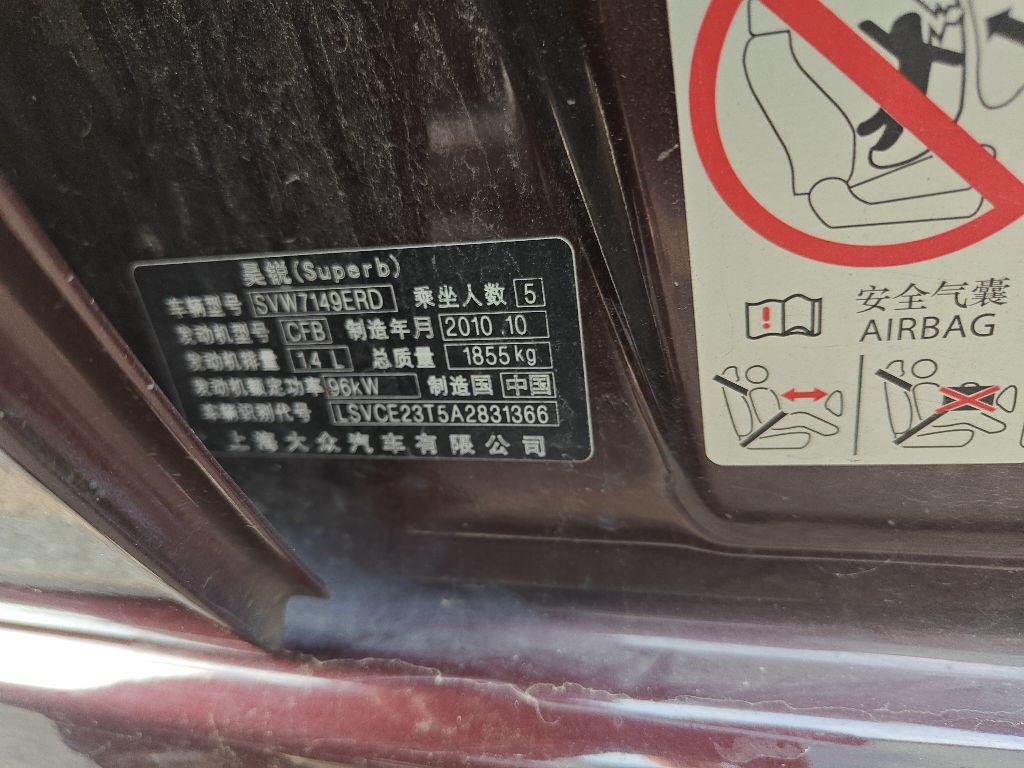 昊锐(Superb)
车辆型号 SVW7149ERD 乘坐人数 5
发动机型号 CFB 制造年月 2010.10
发动机排量 1.4 L 总质量 1855kg
发动机额定功率 96kW 制造国 中国
车辆识别代号 LSVCE23T5A2831366
上海大众汽车有限公司
安全气囊
AIRBAG